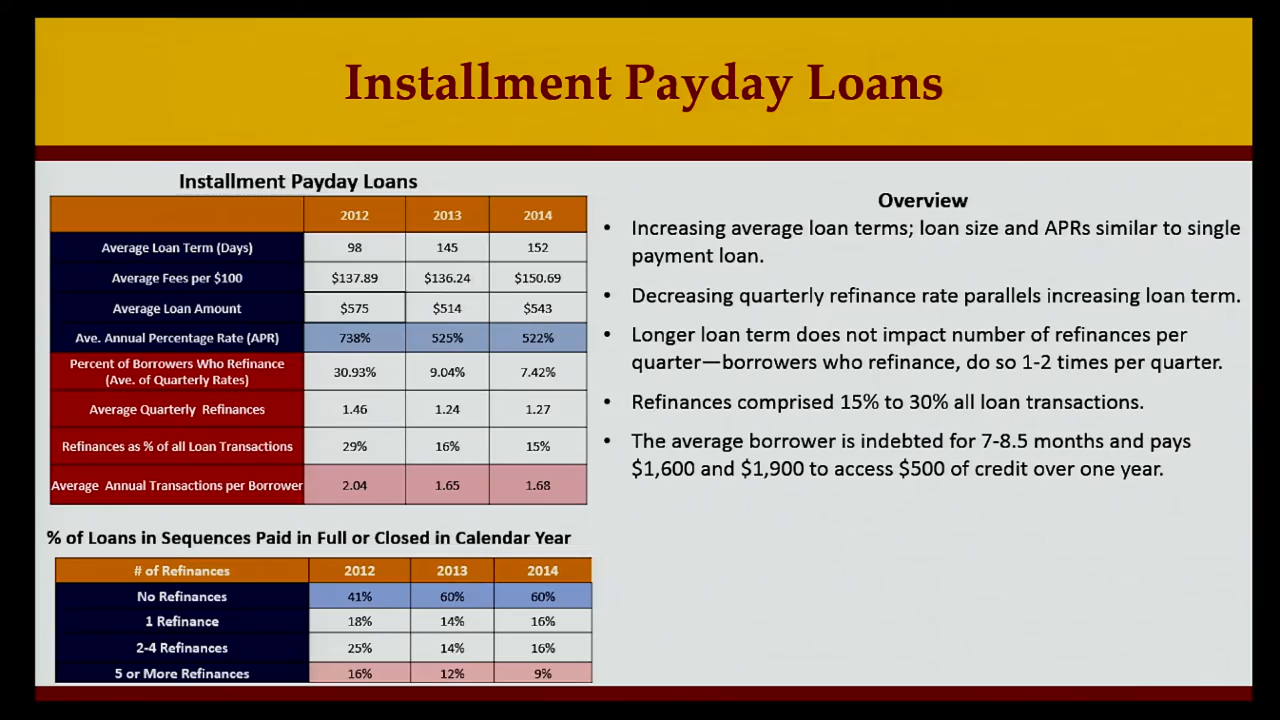 Installment Payday Loans
Installment Payday Loans
2012 2013 2014
Average Loan Term (Days) 98 145 152
Average Fees per $100 $137.89 $136.24 $150.69
Average Loan Amount $575 $514 $543
Ave. Annual Percentage Rate (APR) 738% 525% 522%
Percent of Borrowers Who Refinance
(Ave. of Quarterly Rates) 30.93% 9.04% 7.42%
Average Quarterly Refinances 1.46 1.24 1.27
Refinances as % of all Loan Transactions 29% 16% 15%
Average Annual Transactions per Borrower 2.04 1.65 1.68
% of Loans in Sequences Paid in Full or Closed in Calendar Year
# of Refinances 2012 2013 2014
No Refinances 41% 60% 60%
1 Refinance 18% 14% 16%
2-4 Refinances 25% 14% 16%
5 or More Refinances 16% 12% 9%
Overview
• Increasing average loan terms; loan size and APRs similar to single
payment loan.
• Decreasing quarterly refinance rate parallels increasing loan term.
• Longer loan term does not impact number of refinances per
quarter—borrowers who refinance, do so 1-2 times per quarter.
• Refinances comprised 15% to 30% all loan transactions.
• The average borrower is indebted for 7-8.5 months and pays
$1,600 and $1,900 to access $500 of credit over one year.